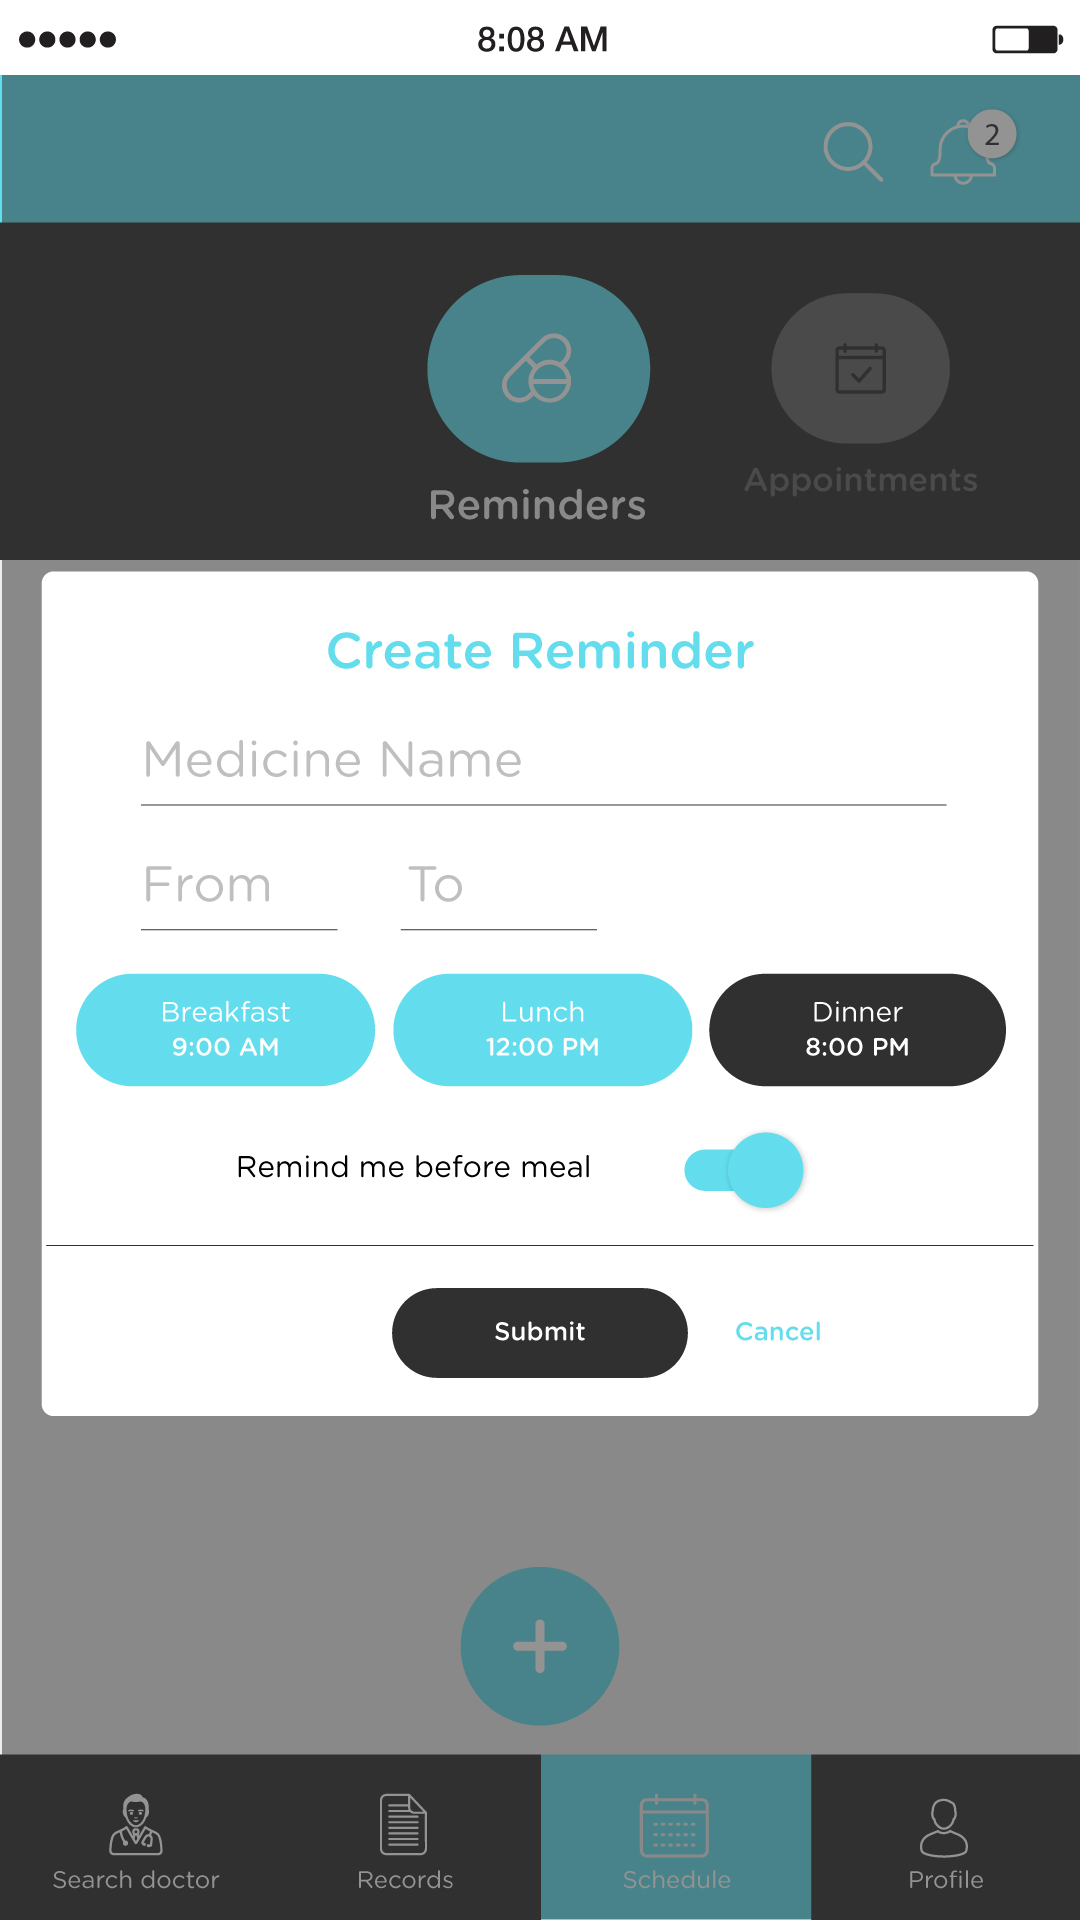 8:08 AM
2
Reminders
Appointments
Create Reminder
Medicine Name
From To
Breakfast Lunch Dinner
9:00 AM 12:00 PM 8:00 PM
Remind me before meal
Submit Cancel
Search doctor Records Schedule Profile